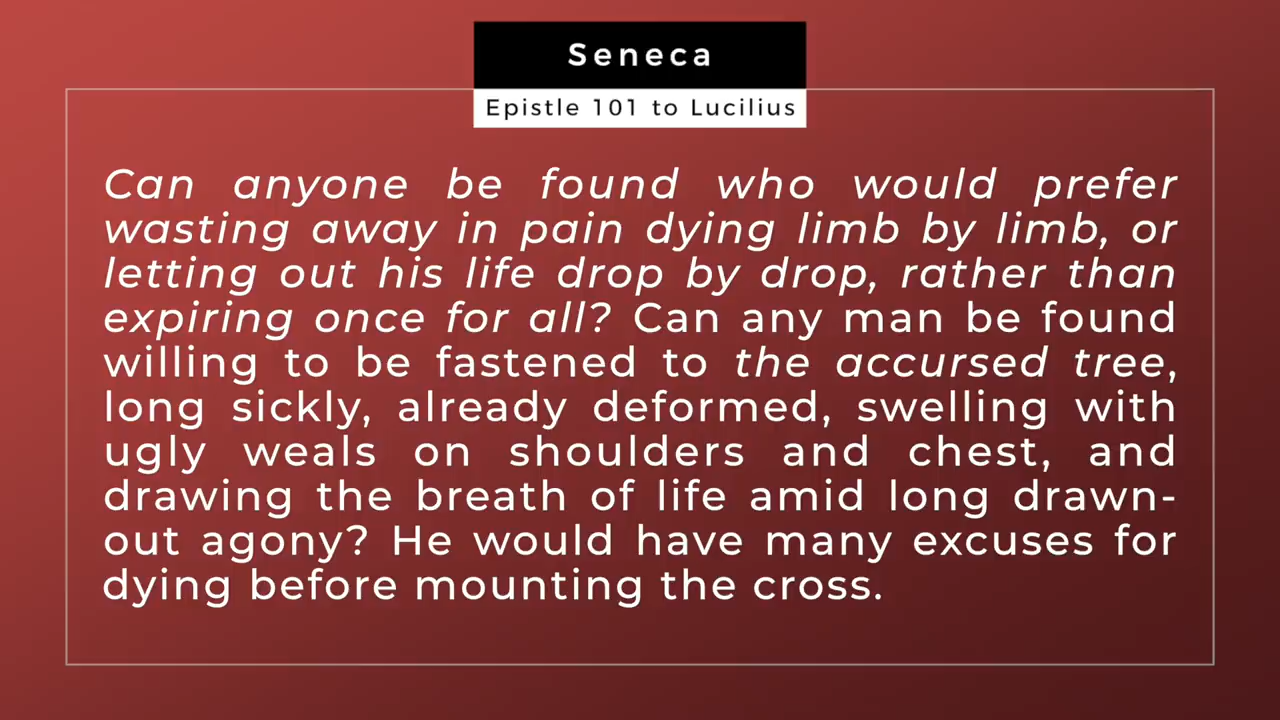 Seneca
Epistle 101 to Lucilius
Can anyone be found who would prefer
wasting away in pain dying limb by limb, or
letting out his life drop by drop, rather than
expiring once for all? Can any man be found
willing to be fastened to the accursed tree,
long sickly, already deformed, swelling with
ugly weals on shoulders and chest, and
drawing the breath of life amid long drawn-
out agony? He would have many excuses for
dying before mounting the cross.